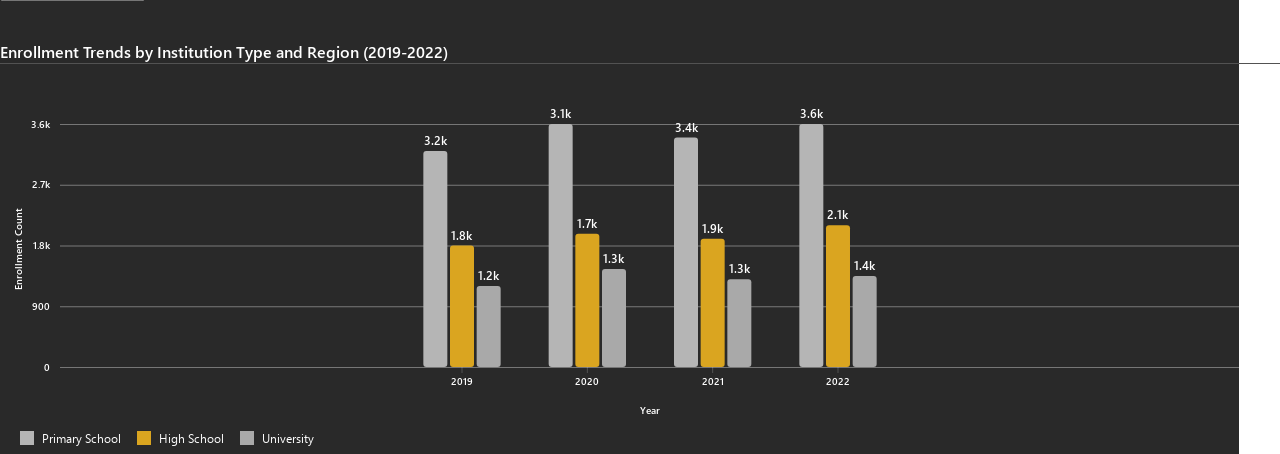 Enrollment Trends by Institution Type and Region (2019-2022)
3.6k
2.7k
1.8k
900
0
Enrollment Count
3.2k
1.8k
1.2k
3.1k
1.7k
1.3k
3.4k
1.9k
1.3k
3.6k
2.1k
1.4k
2019 2020 2021 2022
Year
Primary School High School University